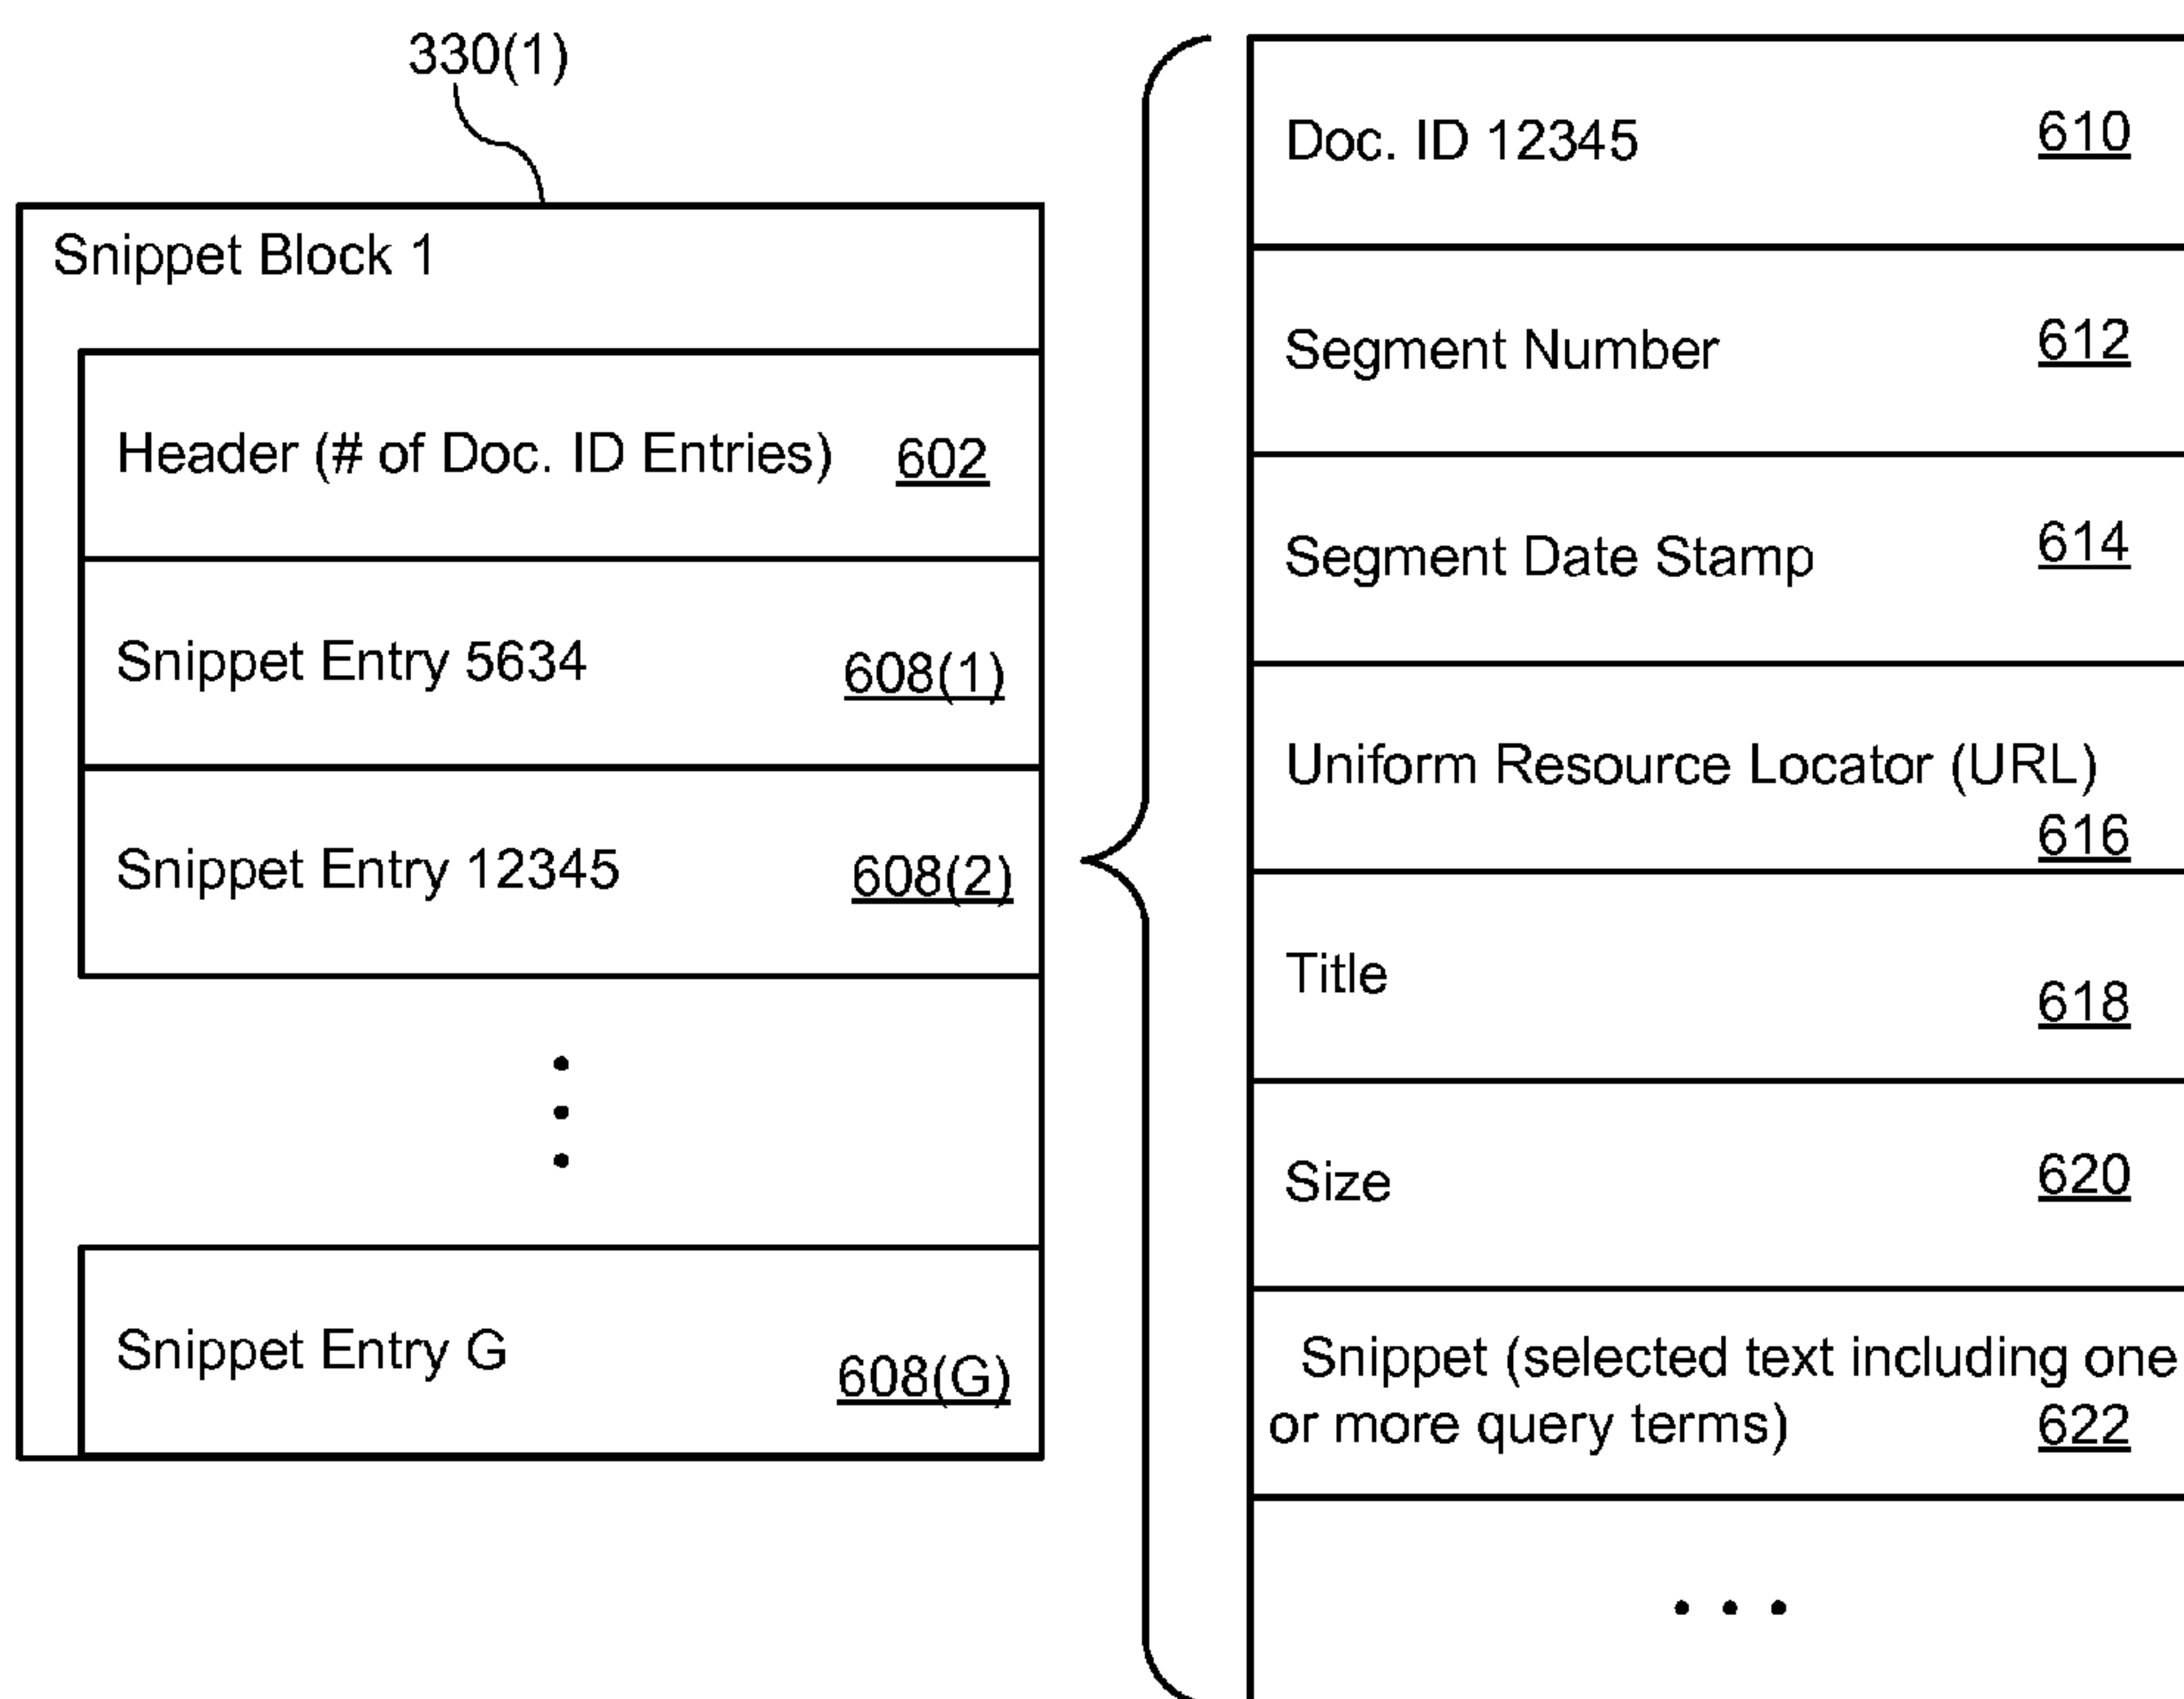 330(1)
Snippet Block 1
Header (# of Doc. ID Entries) 602
Snippet Entry 5634 608(1)
Snippet Entry 12345 608(2)
Snippet Entry G 608(G)
Doc. ID 12345 610
Segment Number 612
Segment Date Stamp 614
Uniform Resource Locator (URL)
616
Title 618
Size 620
Snippet (selected text including one
or more query terms) 622